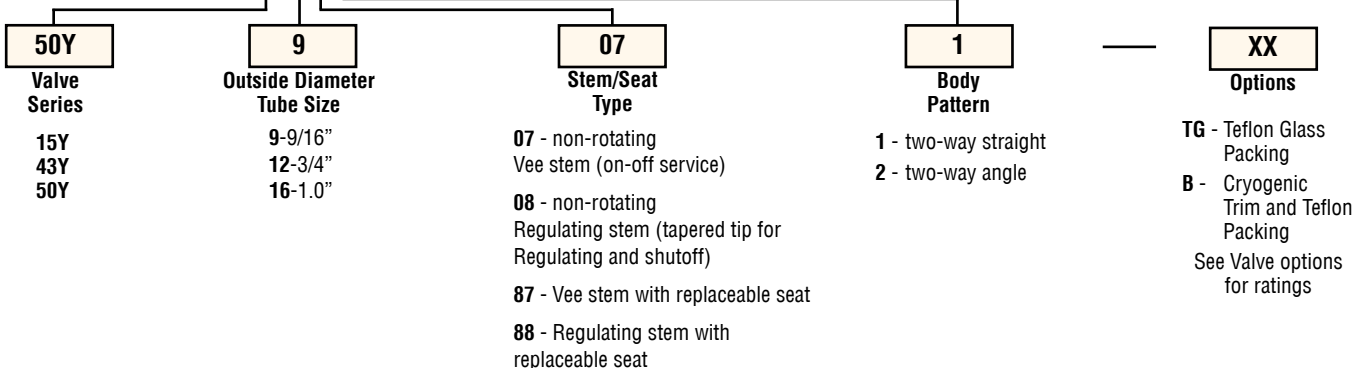 50Y
Valve
Series
15Y
43Y
50Y
9
Outside Diameter
Tube Size
9-9/16”
12-3/4”
16-1.0”
07
Stem/Seat
Type
07 - non-rotating
Vee stem (on-off service)
08 - non-rotating
Regulating stem (tapered tip for
Regulating and shutoff)
87 - Vee stem with replaceable seat
88 - Regulating stem with
replaceable seat
1
Body
Pattern
1 - two-way straight
2 - two-way angle
—
XX
Options
TG - Teflon Glass
Packing
B - Cryogenic
Trim and Teflon
Packing
See Valve options
for ratings